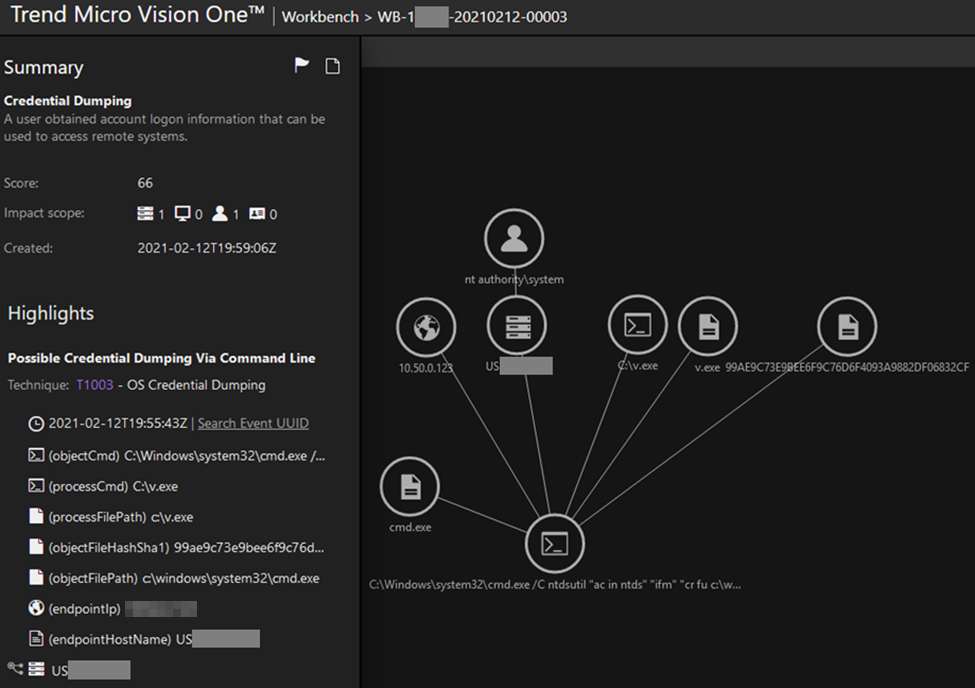 Trend Micro Vision One™ | Workbench > WB-1 -20210212-00003
Summary
Credential Dumping
A user obtained account logon information that can be
used to access remote systems.
Score: 66
Impact scope: 1 0 1 0
Created: 2021-02-12T19:59:06Z
Highlights
Possible Credential Dumping Via Command Line
Technique: T1003 - OS Credential Dumping
2021-02-12T19:55:43Z | Search Event UUID
(objectCmd) C:\Windows\system32\cmd.exe /...
(processCmd) C:\v.exe
(processFilePath) c:\v.exe
(objectFileHashSha1) 99ae9c73e9bee6f9c76d...
(objectFilePath) c:\windows\system32\cmd.exe
(endpointIp)
(endpointHostName) US
US
nt authority\system
10.50.0.123
US
C:\v.exe
v.exe
99AE9C73E9BEE6F9C76D6F4093A9882DF06832CF
cmd.exe
C:\Windows\system32\cmd.exe /C ntdsutil "ac in ntds" "ifm" "cr fu c:\w...